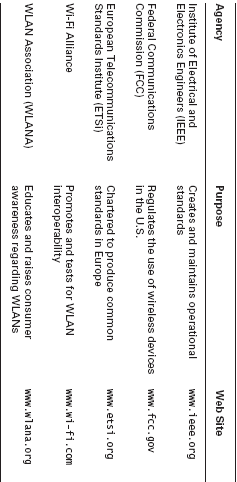 Agency Purpose Web Site
Institute of Electrical and Creates and maintains operational www.ieee.org
Electronics Engineers (IEEE) standards
Federal Communications Regulates the use of wireless devices www.fcc.gov
Commission (FCC) in the U.S.
European Telecommunications Chartered to produce common www.etsi.org
Standards Institute (ETSI) standards in Europe
Wi-Fi Alliance Promotes and tests for WLAN www.wi-fi.com
interoperability
WLAN Association (WLANA) Educates and raises consumer www.wlana.org
awareness regarding WLANs